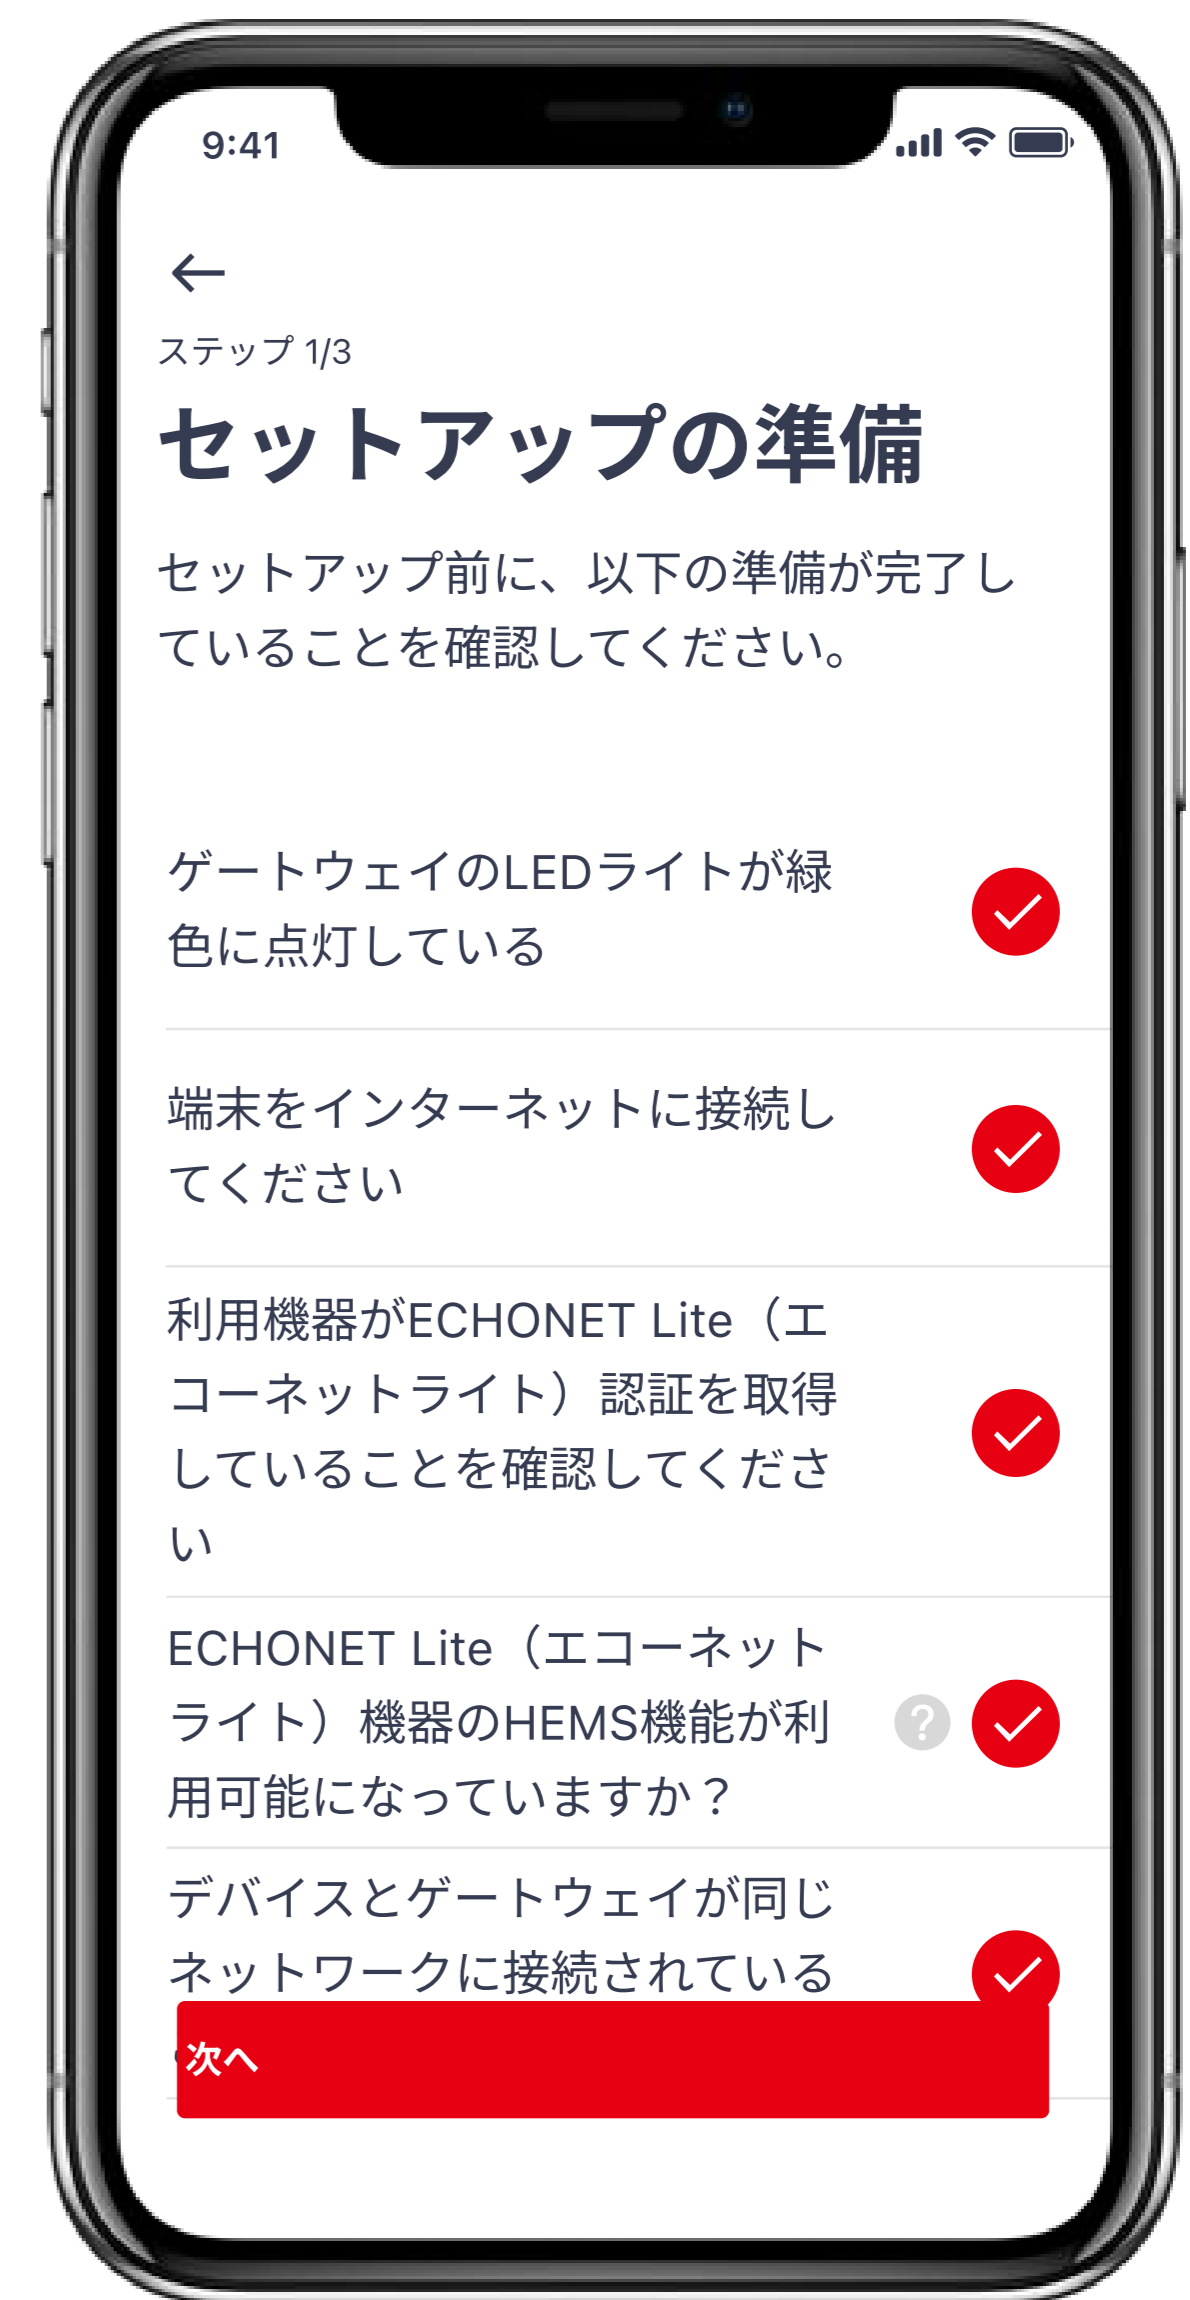 9:41
ステップ 1/3
セットアップの準備
セットアップ前に、以下の準備が完了し
ていることを確認してください。
ゲートウェイのLEDライトが緑
色に点灯している
端末をインターネットに接続し
てください
利用機器がECHONET Lite（エ
コーネットライト）認証を取得
していることを確認してくださ
い
ECHONET Lite（エコーネット
ライト）機器のHEMS機能が利
用可能になっていますか？
?
デバイスとゲートウェイが同じ
ネットワークに接続されている
次へ